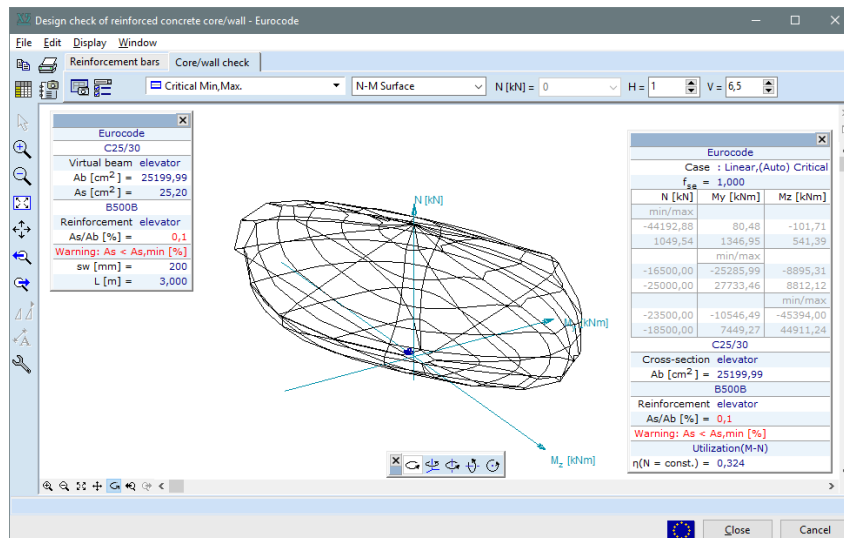 Design check of reinforced concrete core/wall - Eurocode
File Edit Display Window
Reinforcement bars Core/wall check
Critical Min,Max. N-M Surface N [kN] = 0 H = 1 V = 6,5
Eurocode
C25/30
Virtual beam elevator
Ab [cm2] = 25199,99
As [cm2] = 25,20
B500B
Reinforcement elevator
As/Ab [%] = 0,1
Warning: As < As,min [%]
sw [mm] = 200
L [m] = 3,000
N [kN]
[kNm]
Mz [kNm]
Eurocode
Case : Linear,(Auto) Critical
fse = 1,000
N [kN] My [kNm] Mz [kNm]
min/max
-44192,88 80,48 -101,71
1049,54 1346,95 541,39
min/max
-16500,00 -25285,99 -8895,31
-25000,00 27733,46 8812,12
min/max
-23500,00 -10546,49 -45394,00
-18500,00 7449,27 44911,24
C25/30
Cross-section elevator
Ab [cm2] = 25199,99
B500B
Reinforcement elevator
As/Ab [%] = 0,1
Warning: As < As,min [%]
Utilization(M-N)
η(N = const.) = 0,324
Close Cancel